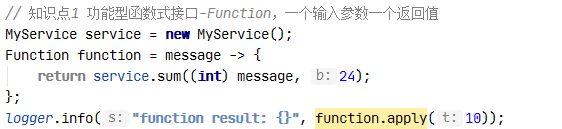 // 知识点1 功能型函数式接口-Function，一个输入参数一个返回值
MyService service = new MyService();
Function function = message -> {
    return service.sum((int) message, b: 24);
};
logger.info( s: "function result: {}", function.apply( t: 10));